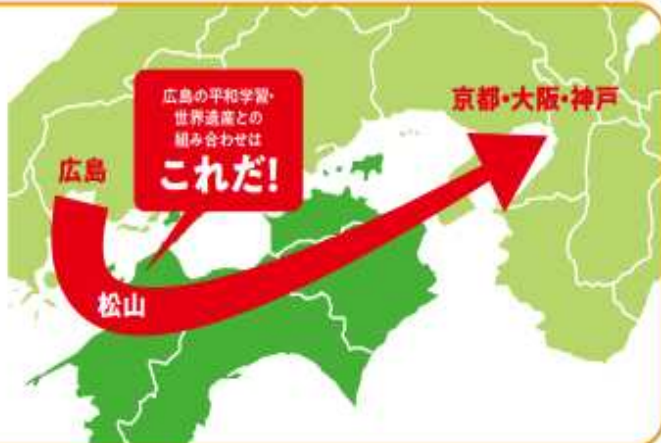 広島の平和学習・
世界遺産との
組み合わせは
これだ!
京都・大阪・神戸
広島
松山